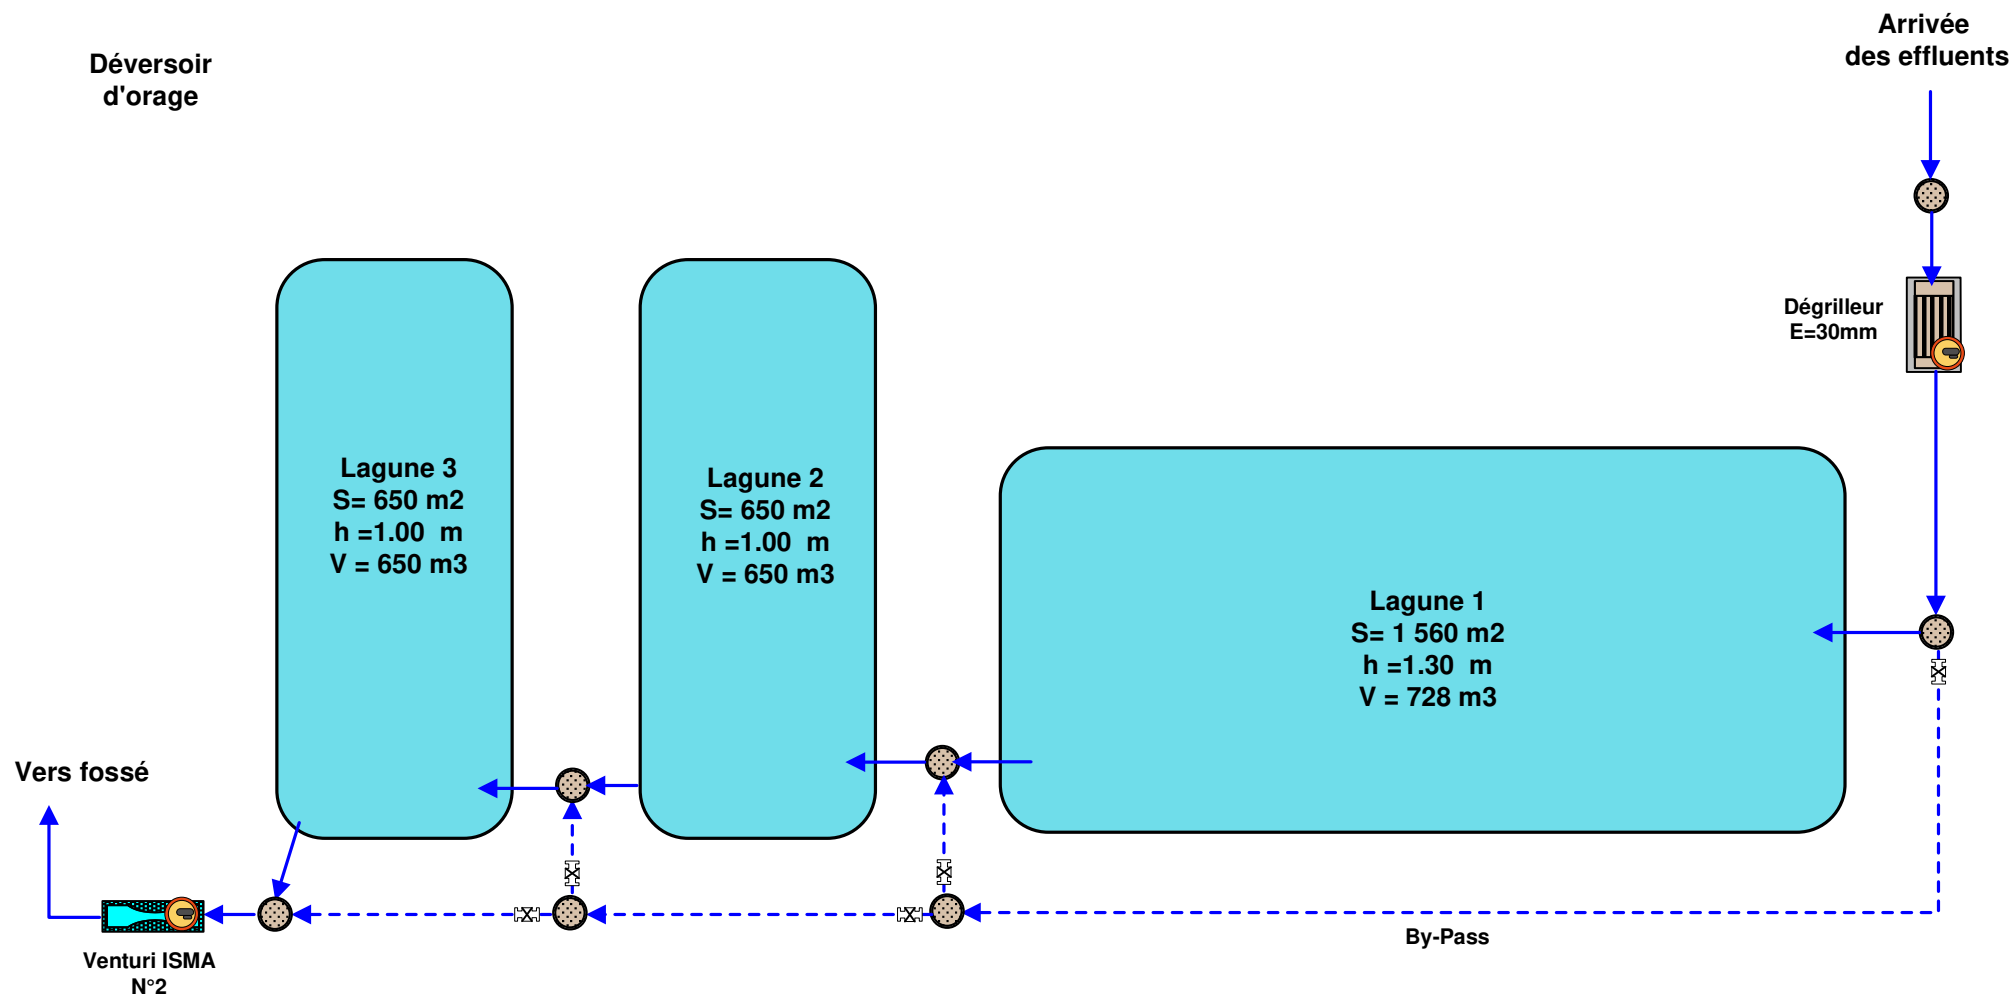 Arrivée
des effluents
Déversoir
d'orage
Dégrilleur
E=30mm
Lagune 3
S= 650 m2
h =1.00  m
V = 650 m3
Lagune 2
S= 650 m2
h =1.00  m
V = 650 m3
Lagune 1
S= 1 560 m2
h =1.30  m
V = 728 m3
Vers fossé
By-Pass
Venturi ISMA
N°2